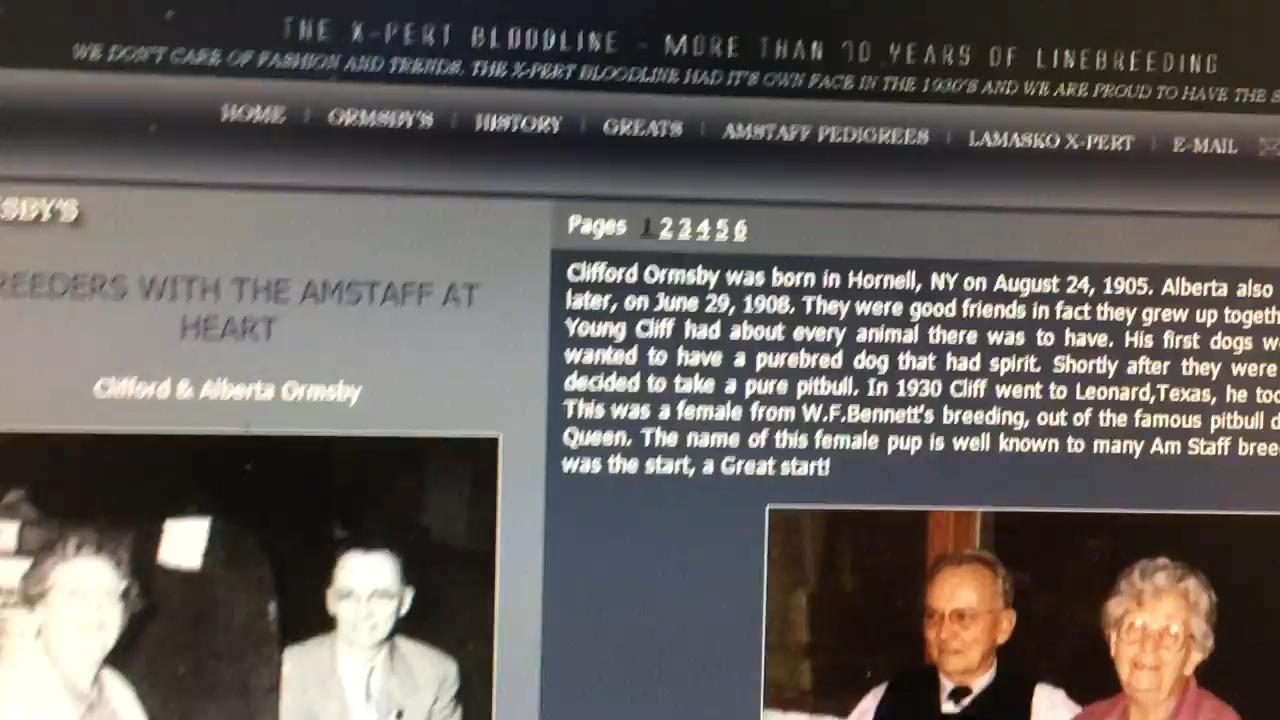 THE X-PERT BLOODLINE - MORE THAN 70 YEARS OF LINEBREEDING
WE DON'T CARE OF FASHION AND TRENDS. THE X-PERT BLOODLINE HAD IT'S OWN FACE IN THE 1930'S AND WE ARE PROUD TO HAVE THE
HOME | ORMSBY'S | HISTORY | GREATS | AMSTAFF PEDIGREES | LAMASKO X-PERT | E-MAIL
SBY'S
REEDERS WITH THE AMSTAFF AT
HEART
Clifford & Alberta Ormsby
Pages 1 2 3 4 5 6
Clifford Ormsby was born in Hornell, NY on August 24, 1905. Alberta also
later, on June 29, 1908. They were good friends in fact they grew up togeth
Young Cliff had about every animal there was to have. His first dogs w
wanted to have a purebred dog that had spirit. Shortly after they were
decided to take a pure pitbull. In 1930 Cliff went to Leonard,Texas, he too
This was a female from W.F.Bennett's breeding, out of the famous pitbull d
Queen. The name of this female pup is well known to many Am Staff bree
was the start, a Great start!